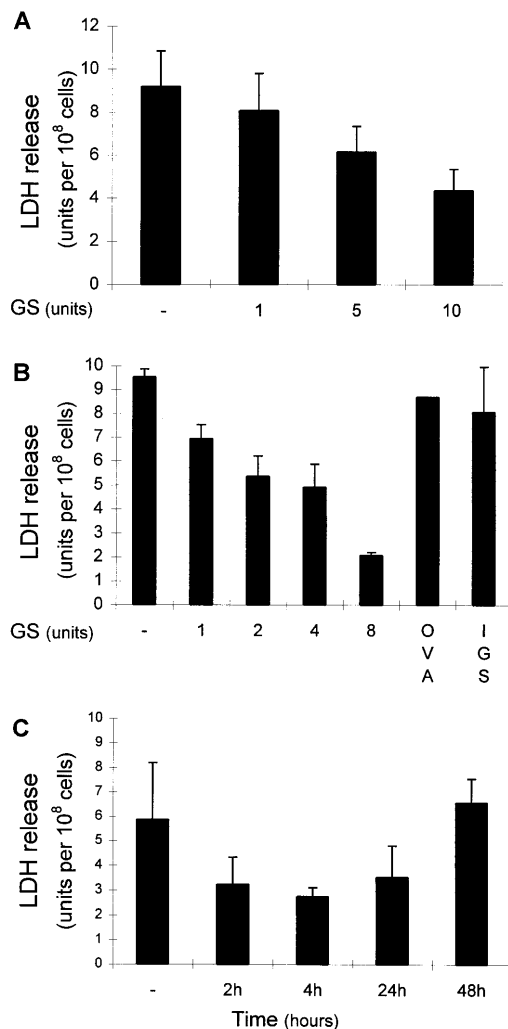 A
LDH release
(units per 10⁸ cells)
12
10
8
6
4
2
0
GS (units)
- 1 5 10
B
LDH release
(units per 10⁸ cells)
10
9
8
7
6
5
4
3
2
1
0
GS (units)
- 1 2 4 8 OVA IGS
C
LDH release
(units per 10⁸ cells)
10
9
8
7
6
5
4
3
2
1
0
- 2h 4h 24h 48h
Time (hours)